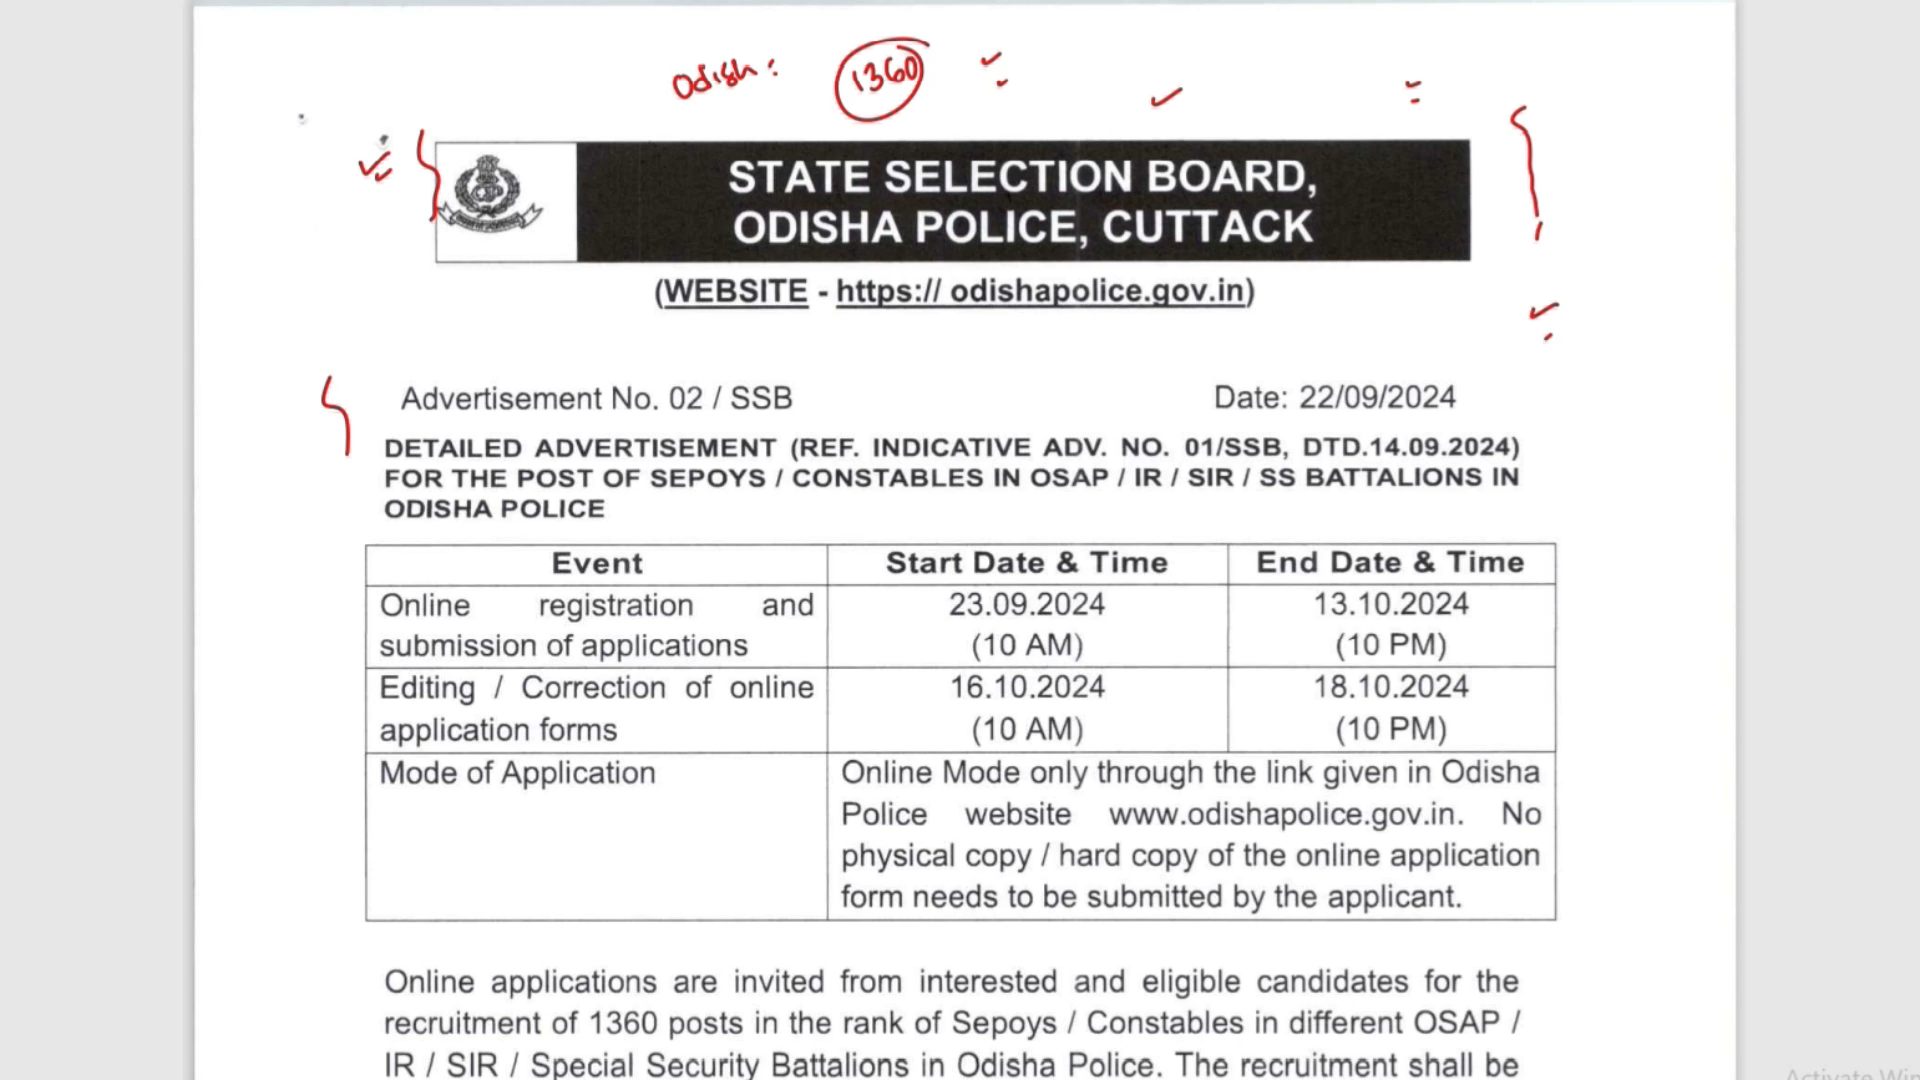 Odish: 1360
STATE SELECTION BOARD,
ODISHA POLICE, CUTTACK
(WEBSITE - https:// odishapolice.gov.in)
Advertisement No. 02 / SSB Date: 22/09/2024
DETAILED ADVERTISEMENT (REF. INDICATIVE ADV. NO. 01/SSB, DTD.14.09.2024)
FOR THE POST OF SEPOYS / CONSTABLES IN OSAP / IR / SIR / SS BATTALIONS IN
ODISHA POLICE
Event Start Date & Time End Date & Time
Online registration and 23.09.2024 13.10.2024
submission of applications (10 AM) (10 PM)
Editing / Correction of online 16.10.2024 18.10.2024
application forms (10 AM) (10 PM)
Mode of Application Online Mode only through the link given in Odisha
Police website www.odishapolice.gov.in. No
physical copy / hard copy of the online application
form needs to be submitted by the applicant.
Online applications are invited from interested and eligible candidates for the
recruitment of 1360 posts in the rank of Sepoys / Constables in different OSAP /
IR / SIR / Special Security Battalions in Odisha Police. The recruitment shall be